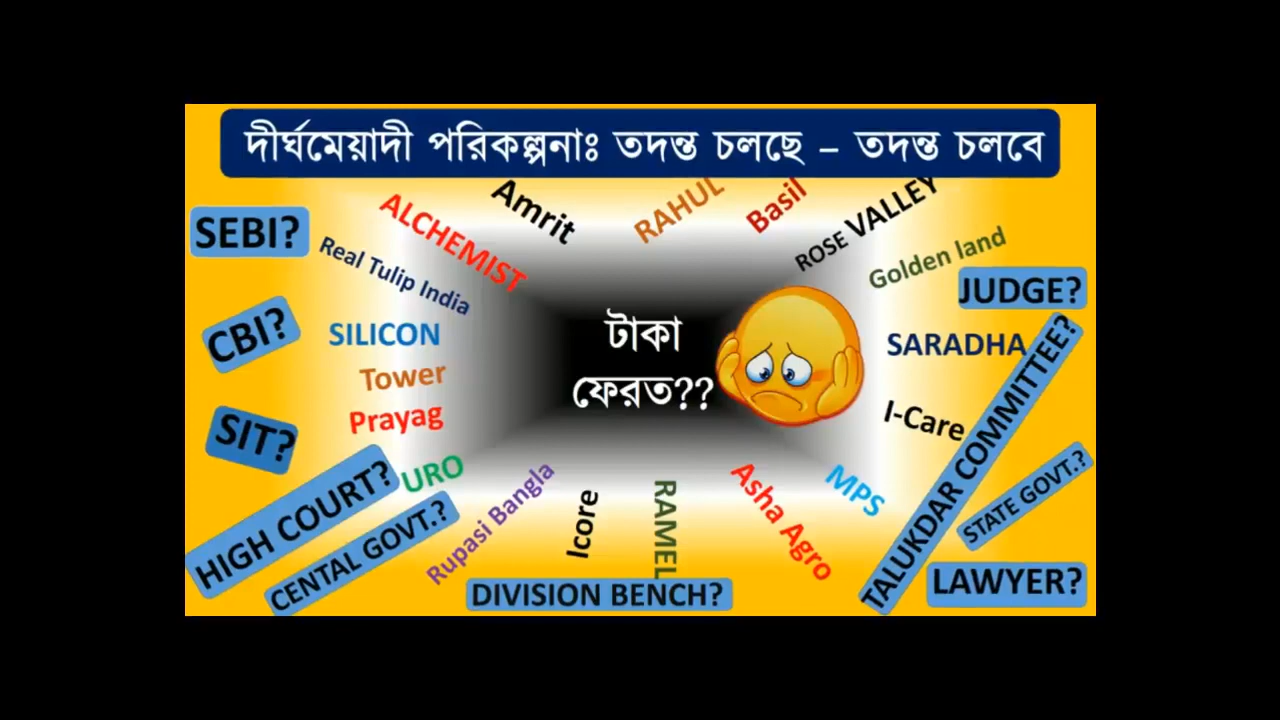 দীর্ঘমেয়াদী পরিকল্পনাঃ তদন্ত চলছে – তদন্ত চলবে
SEBI?
Real Tulip India
ALCHEMIST
Amrit
RAHUL
Basil
ROSE VALLEY
Golden land
JUDGE?
CBI?
SILICON
টাকা
ফেরত??
SARADHA
Tower
Prayag
I-Care
SIT?
URO
HIGH COURT?
CENTAL GOVT.?
Rupasi Bangla
Icore
RAMEL
Asha Agro
MPS
TALUKDAR COMMITTEE?
STATE GOVT.?
DIVISION BENCH?
LAWYER?